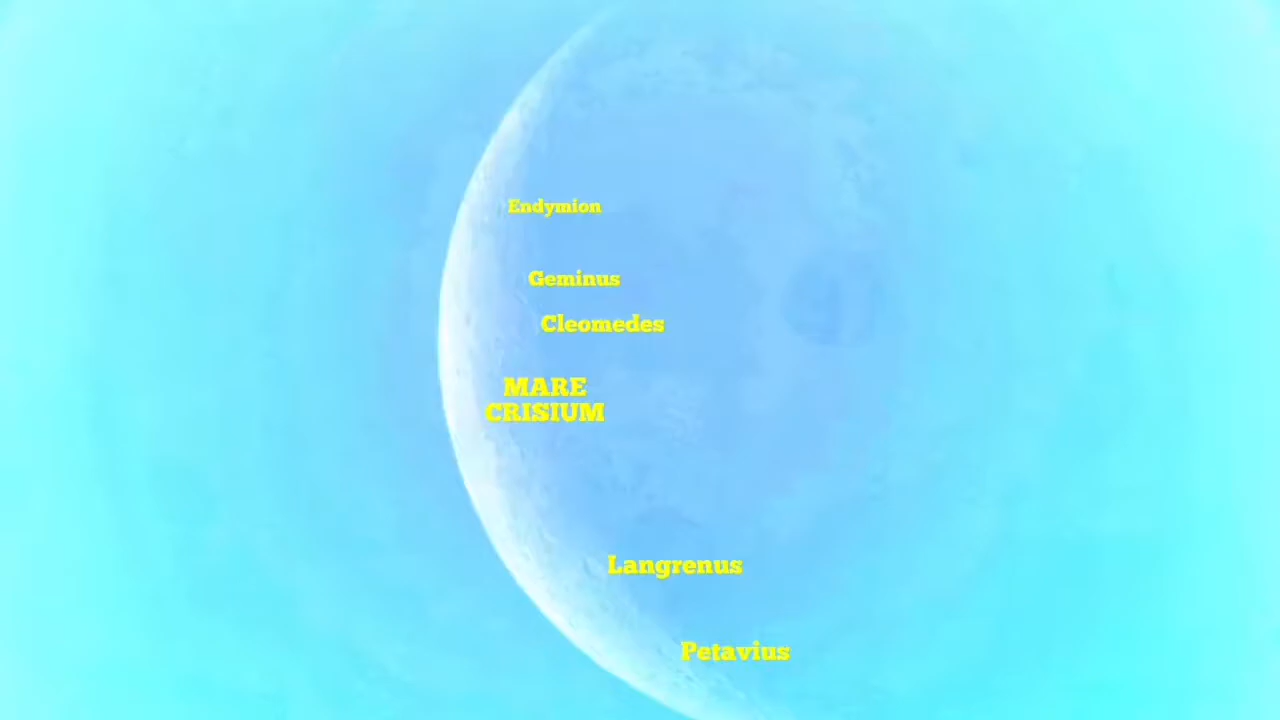 Endymion
Geminus
Cleomedes
MARE
CRISIUM
Langrenus
Petavius